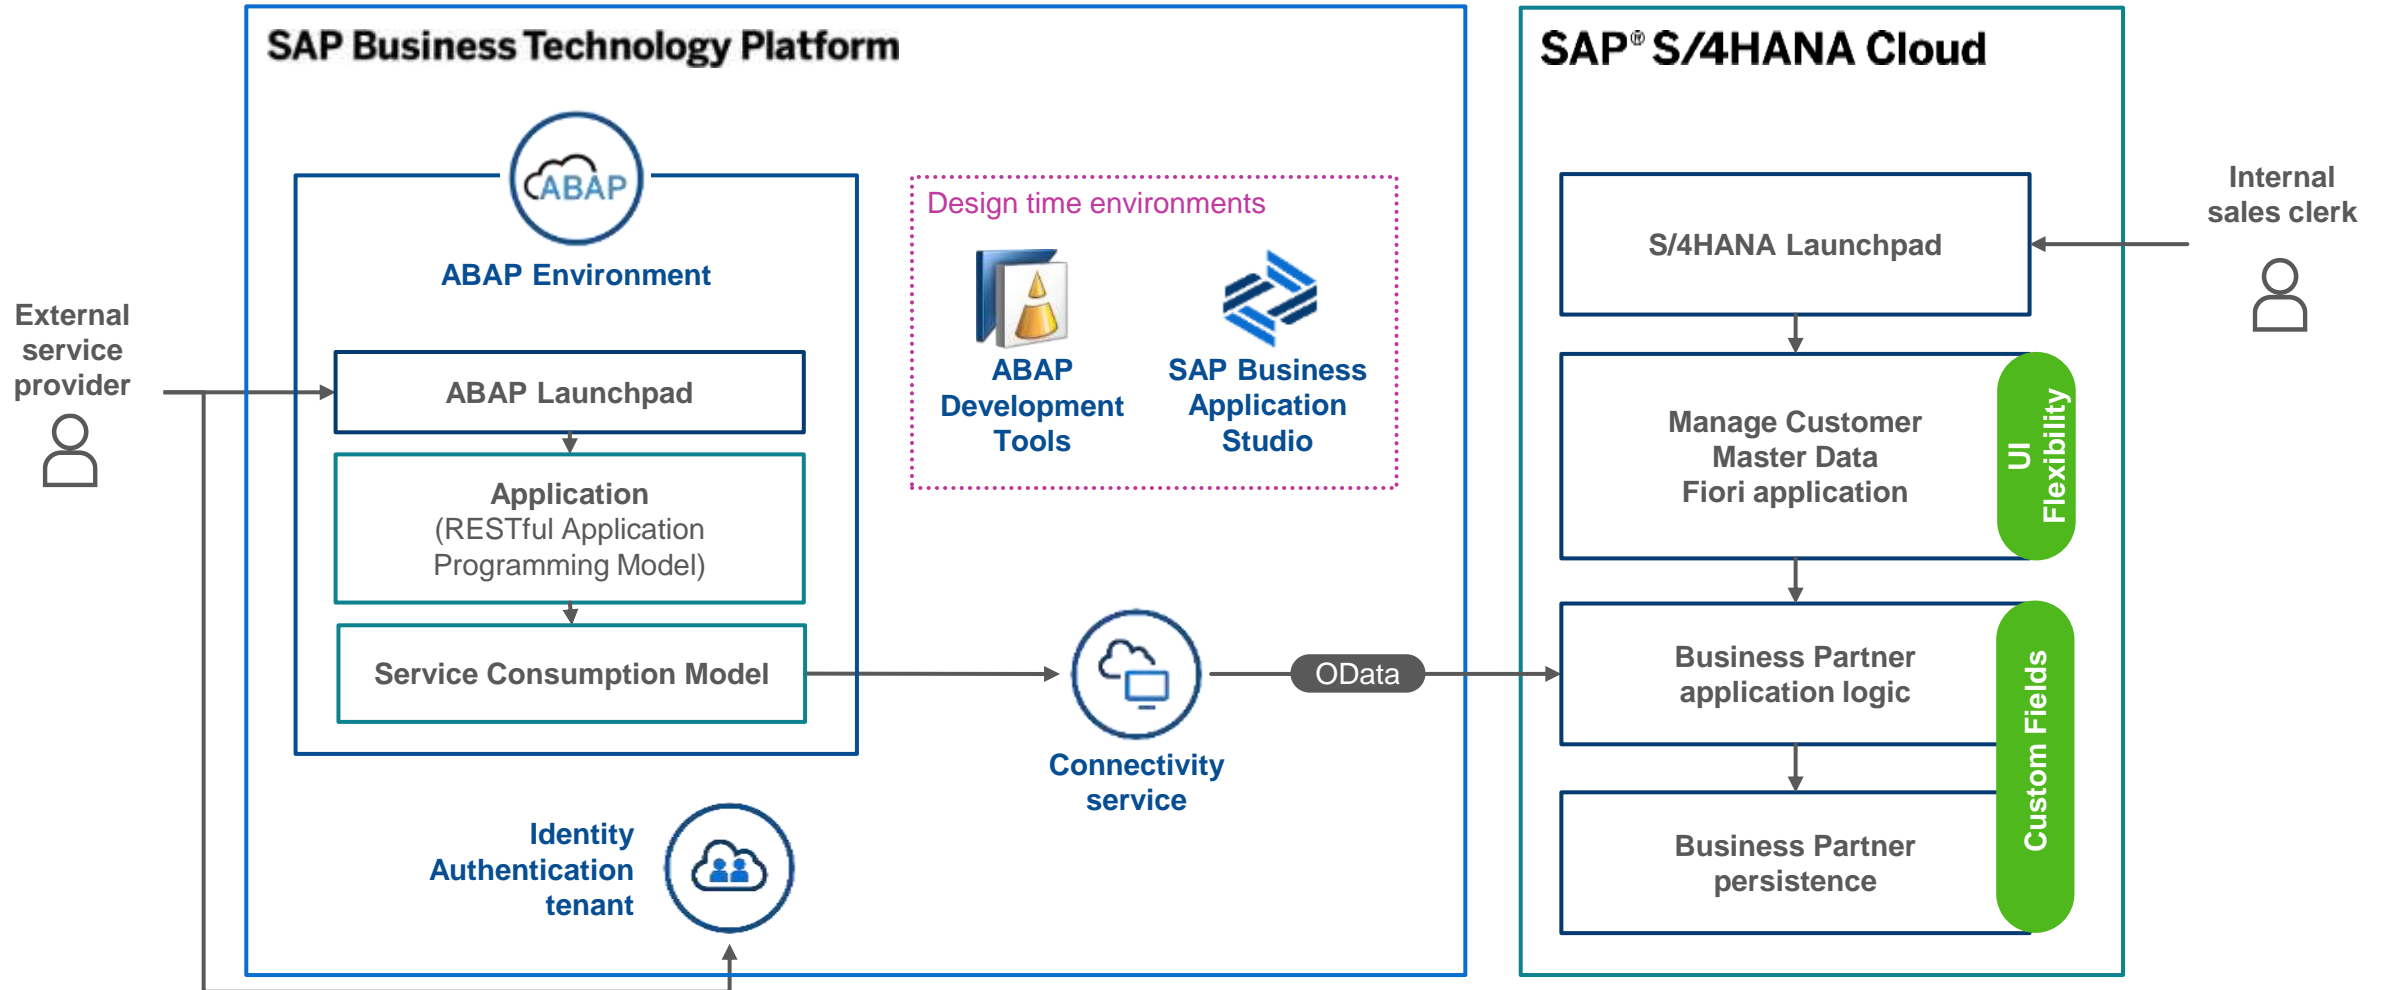 SAP Business Technology Platform
ABAP
ABAP Environment
External
service
provider
ABAP Launchpad
Application
(RESTful Application
Programming Model)
Service Consumption Model
Design time environments
ABAP
Development
Tools
SAP Business
Application
Studio
Connectivity
service
OData
Identity
Authentication
tenant
SAP® S/4HANA Cloud
S/4HANA Launchpad
Internal
sales clerk
Manage Customer
Master Data
Fiori application
UI
Flexibility
Business Partner
application logic
Custom Fields
Business Partner
persistence